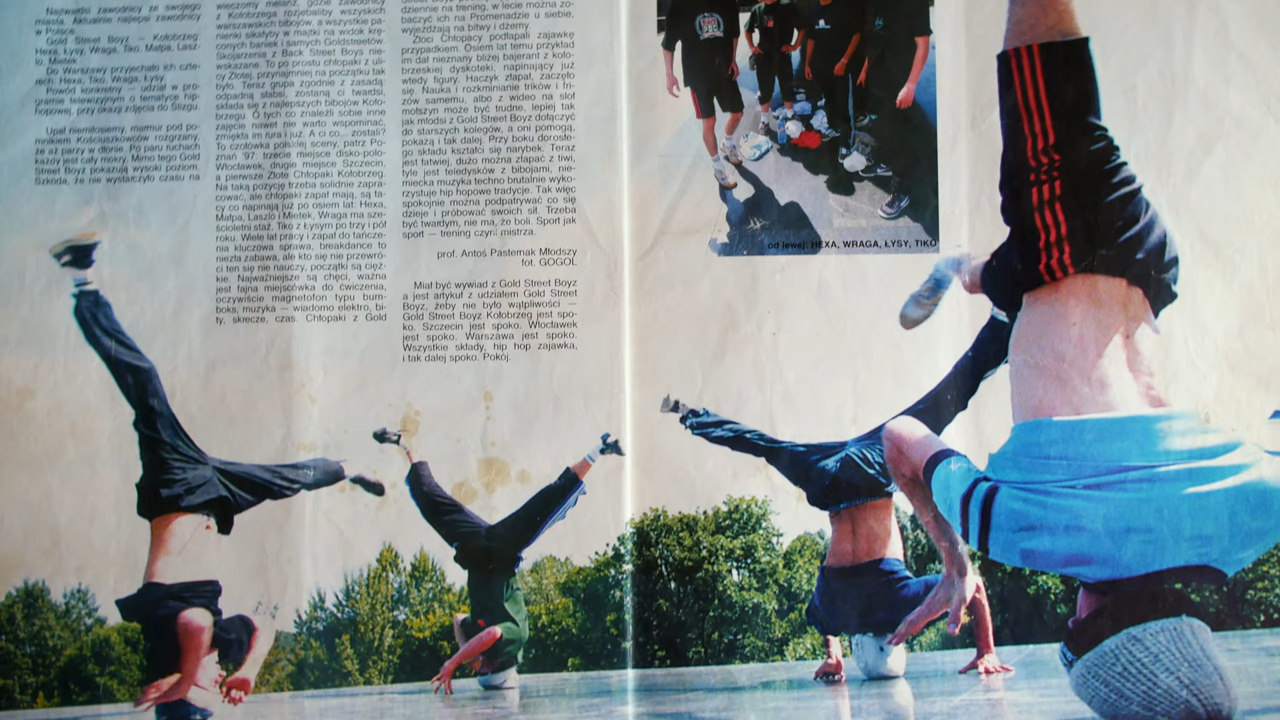 Najtwardsi zawodnicy ze swojego
miasta. Aktualnie najlepsi zawodnicy
w Polsce.
Gold Street Boyz — Kołobrzeg:
Hexa, Łysy, Wraga, Tiko, Małpa, Lasz-
lo, Mietek.
Do Warszawy przyjechało ich czte-
rech: Hexa, Tiko, Wraga, Łysy.
Powód konkretny — udział w pro-
gramie telewizyjnym o tematyce hip-
hopowej, przy okazji zdjęcia do Ślizgu.
Upał niemiłosierny, marmur pod po-
mnikiem Kościuszkowców rozgrzany,
że aż parzy w dłonie. Po paru ruchach
każdy jest cały mokry. Mimo tego Gold
Street Boyz pokazują wysoki poziom.
Szkoda, że nie wystarczyło czasu na
wieczorny melanż, gdzie zawodnicy
z Kołobrzega rozjebaliby wszystkich
warszawskich bibojów, a wszystkie pa-
nienki sikałyby w majtki na widok krę-
conych baniek i samych Goldstreetów.
Skojarzenia z Back Street Boys nie-
wskazane. To po prostu chłopaki z uli-
cy Złotej, przynajmniej na początku tak
było. Teraz grupa zgodnie z zasadą:
odpadną słabsi, zostaną ci twardsi,
składa się z najlepszych bibojów Koło-
brzegu. O tych co znaleźli sobie inne
zajęcie nawet nie warto wspominać,
zmiękła im rura i już. A ci co... zostali?
To czołówka polskiej sceny, patrz Po-
znań '97: trzecie miejsce disko-polo-
Włocławek, drugie miejsce Szczecin,
a pierwsze Złote Chłopaki Kołobrzeg.
Na taką pozycję trzeba solidnie zapra-
cować, ale chłopaki zapał mają, są ta-
cy co napinają już po osiem lat: Hexa,
Małpa, Laszlo i Mietek, Wraga ma sze-
ścioletni staż, Tiko z Łysym po trzy i pół
roku. Wiele lat pracy i zapał do tańcze-
nia kluczowa sprawa, breakdance to
niezła zabawa, ale kto się nie przewró-
ci ten się nie nauczy, początki są cięż-
kie. Najważniejsze są chęci, ważna
jest fajna miejscówka do ćwiczenia,
oczywiście magnetofon typu bum-
boks, muzyka — wiadomo elektro, bi-
ty, skrecze, czas. Chłopaki z Gold
dziennie na trening, w lecie można zo-
baczyć ich na Promenadzie u siebie,
wyjeżdżają na bitwy i dżemy.
Złoci Chłopacy podłapali zajawkę
przypadkiem. Osiem lat temu przykład
im dał nieznany bliżej bajerant z koło-
brzeskiej dyskoteki, napinający już
wtedy figury. Haczyk złapał, zaczęło
się. Nauka i rozkminianie trików i fri-
zów samemu, albo z wideo na slot
motszyn może być trudne, lepiej tak
jak młodsi z Gold Street Boyz dołączyć
do starszych kolegów, a oni pomogą,
pokażą i tak dalej. Przy boku dorosłe-
go składu kształci się narybek. Teraz
jest łatwiej, dużo można złapać z tiwi,
tyle jest teledysków z bibojami, nie-
miecka muzyka techno brutalnie wyko-
rzystuje hip hopowe tradycje. Tak więc
spokojnie można podpatrywać co się
dzieje i próbować swoich sił. Trzeba
być twardym, nie ma, że boli. Sport jak
sport — trening czyni mistrza.
prof. Antoś Pasternak Młodszy
fot. GOGOL
Miał być wywiad z Gold Street Boyz
a jest artykuł z udziałem Gold Street
Boyz, żeby nie było wątpliwości —
Gold Street Boyz Kołobrzeg jest spo-
ko. Szczecin jest spoko. Włocławek
jest spoko. Warszawa jest spoko.
Wszystkie składy, hip hop zajawka,
i tak dalej spoko. Pokój.
od lewej: HEXA, WRAGA, ŁYSY, TIKO